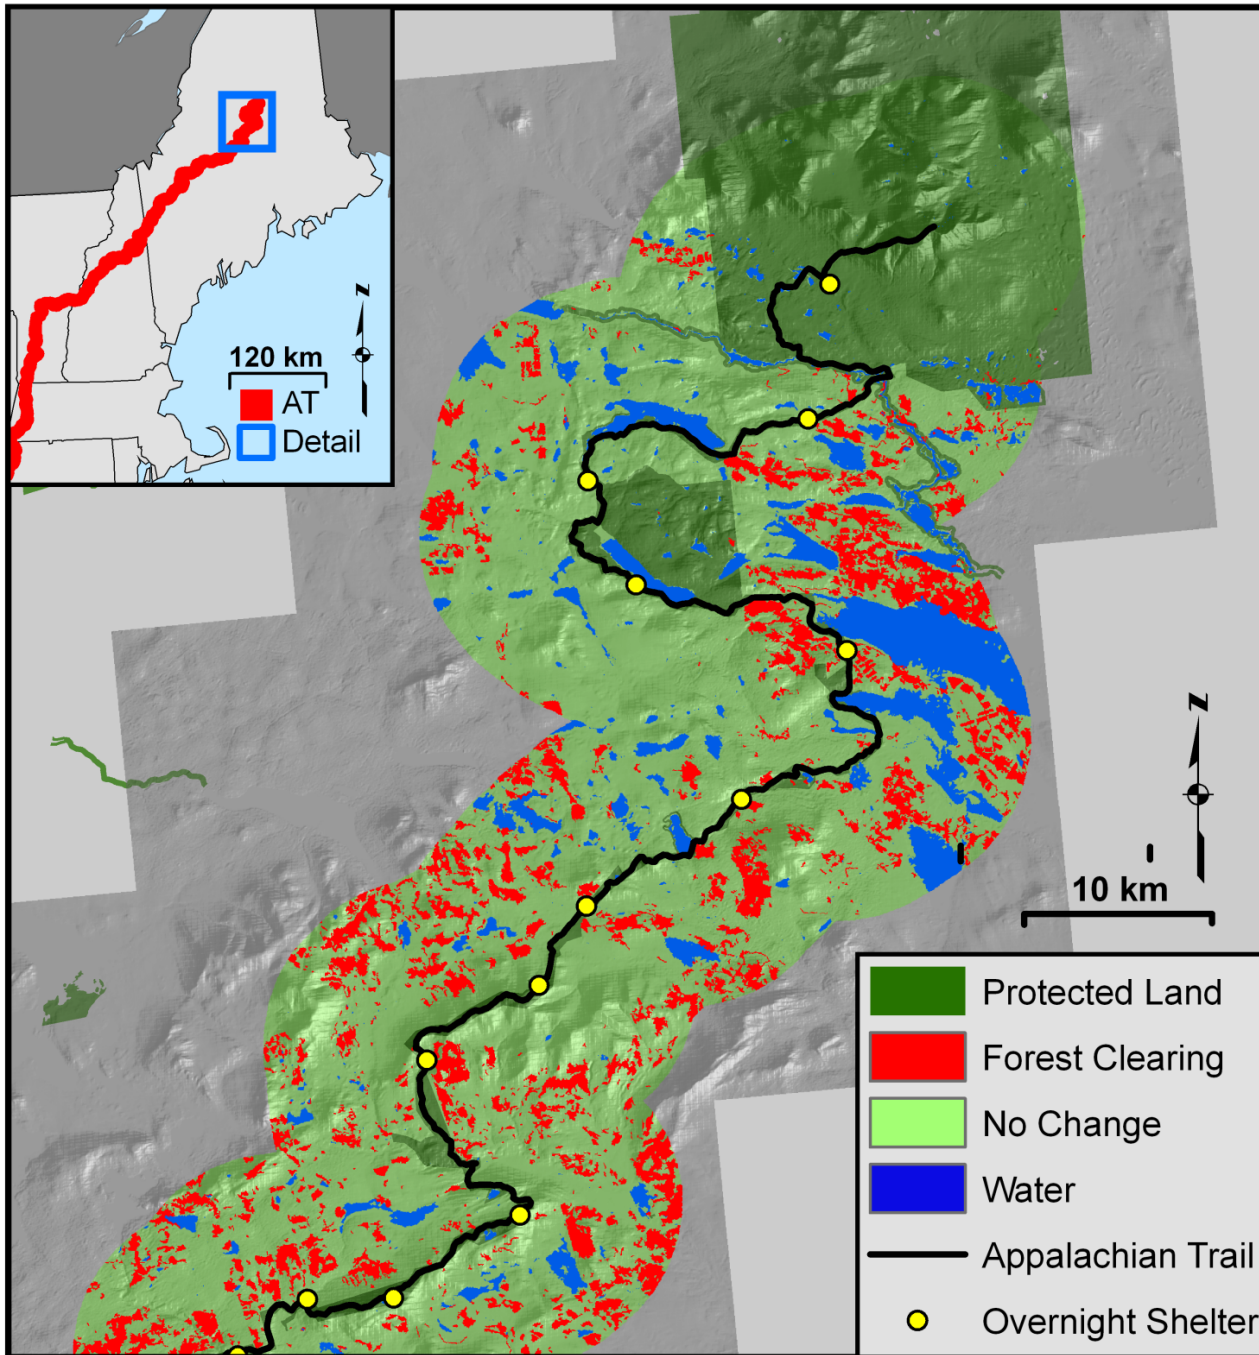 z
120 km
AT
Detail
z
10 km
Protected Land
Forest Clearing
No Change
Water
Appalachian Trail
Overnight Shelter